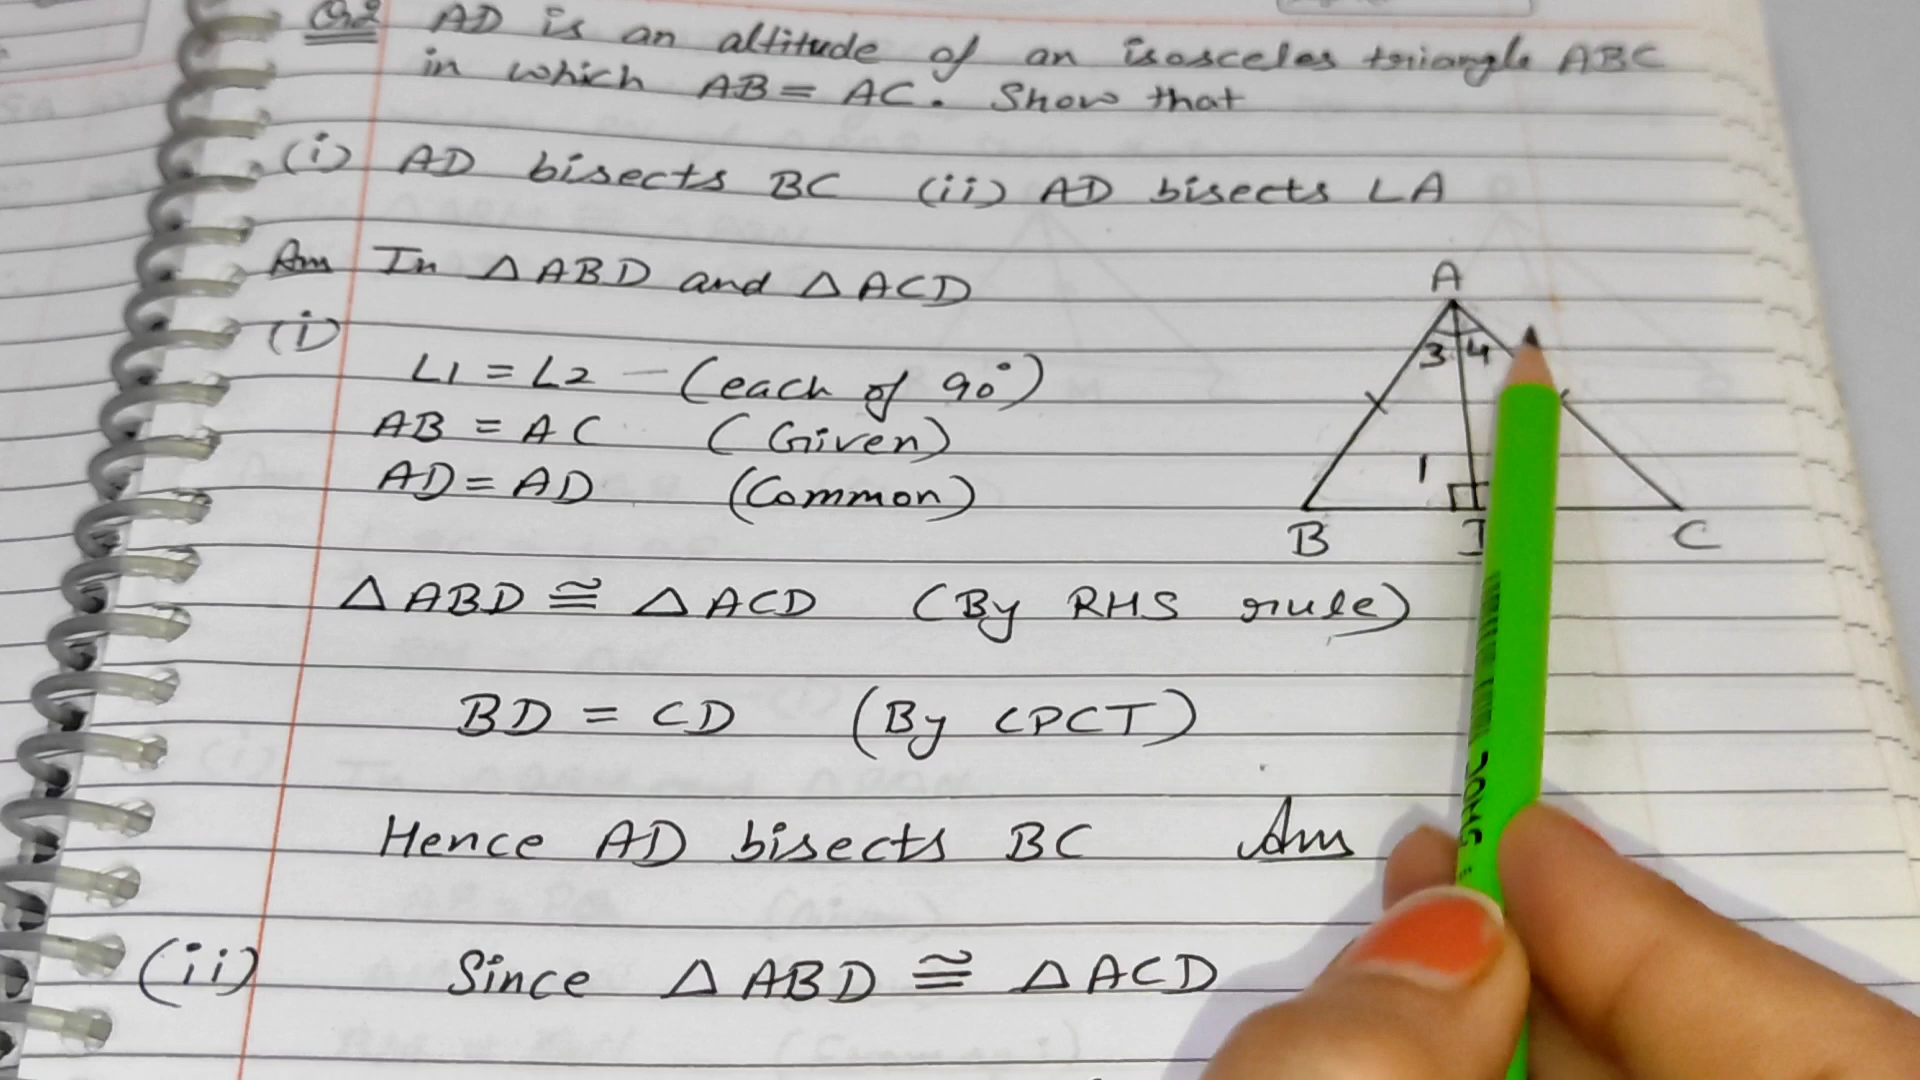 Qn2 AD is an altitude of an isosceles triangle ABC
in which AB = AC. Show that
(i) AD bisects BC (ii) AD bisects ∠A
Ans In △ABD and △ACD
(i)
∠1 = ∠2 — (each of 90°)
AB = AC (Given)
AD = AD (Common)
△ABD ≅ △ACD (By RHS rule)
BD = CD (By CPCT)
Hence AD bisects BC Ans
(ii) Since △ABD ≅ △ACD
A
3 4
1
B
C